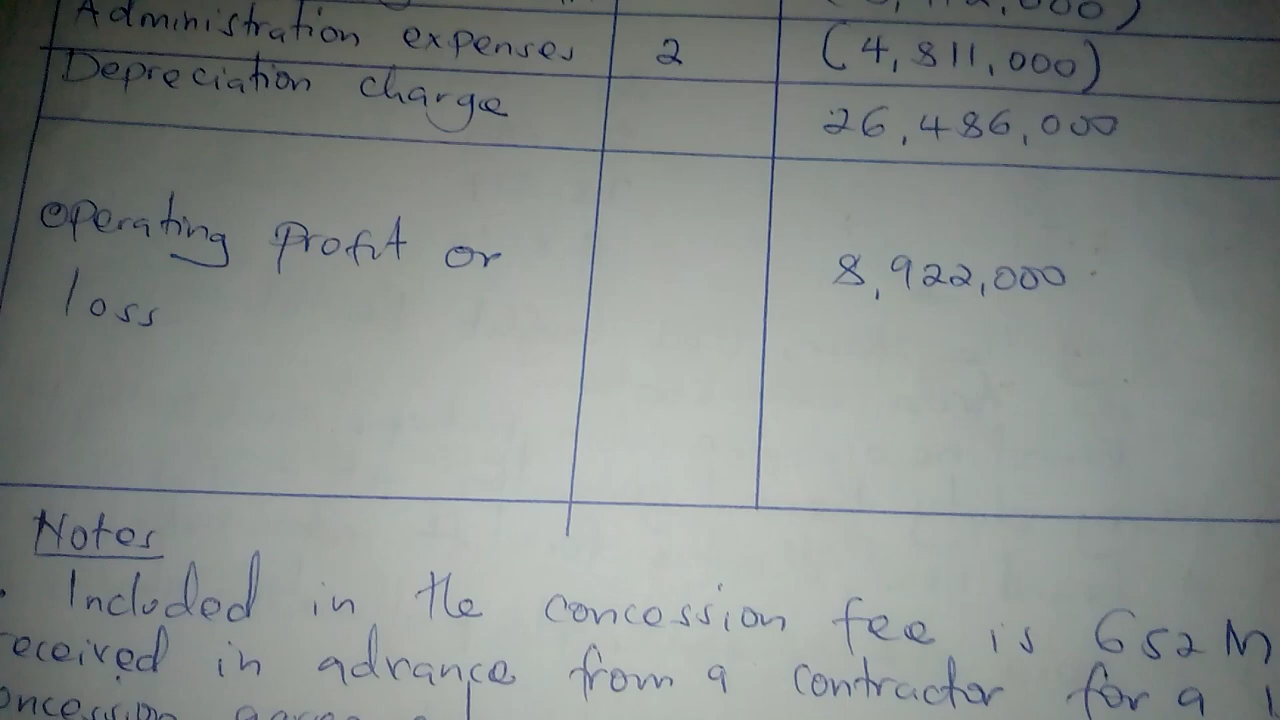 Administration expenses 2 (4,811,000)
Depreciation charge 26,486,000
Operating profit or 8,922,000
loss
Notes
Included in the concession fee is 652M
received in advance from a contractor for a